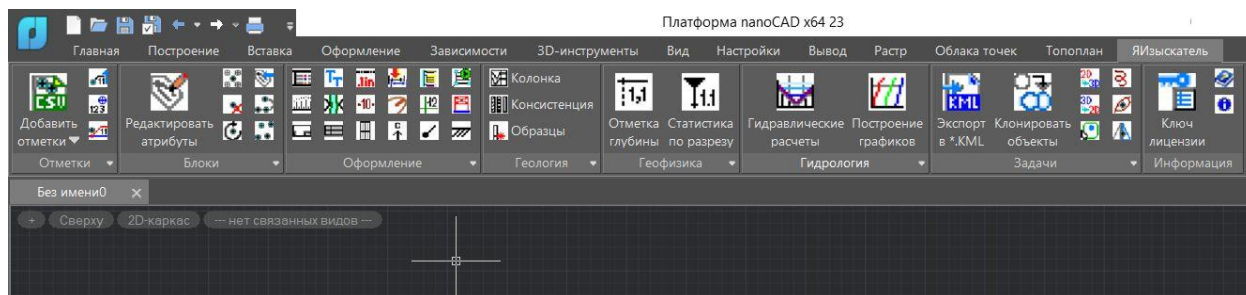 Платформа nanoCAD x64 23
Главная Построение Вставка Оформление Зависимости 3D-инструменты Вид Настройки Вывод Растр Облака точек Топоплан ЯИзыскатель
CSV
Добавить отметки
Редактировать атрибуты
Колонка
Консистенция
Образцы
Отметка глубины
Статистика по разрезу
Гидравлические расчеты
Построение графиков
KML
Экспорт в *.KML
Клонировать объекты
Ключ лицензии
Отметки Блоки Оформление Геология Геофизика Гидрология Задачи Информация
Без имени0
+ Сверху 2D-каркас --- нет связанных видов ---